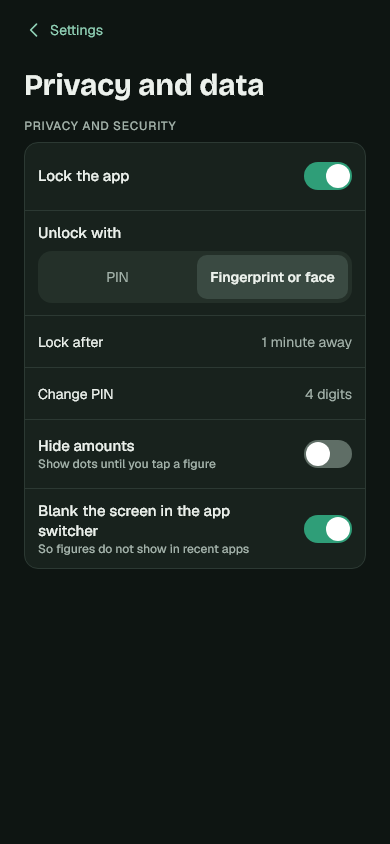 Settings
Privacy and data
PRIVACY AND SECURITY
Lock the app
Unlock with
PIN
Fingerprint or face
Lock after
1 minute away
Change PIN
4 digits
Hide amounts
Show dots until you tap a figure
Blank the screen in the app
switcher
So figures do not show in recent apps